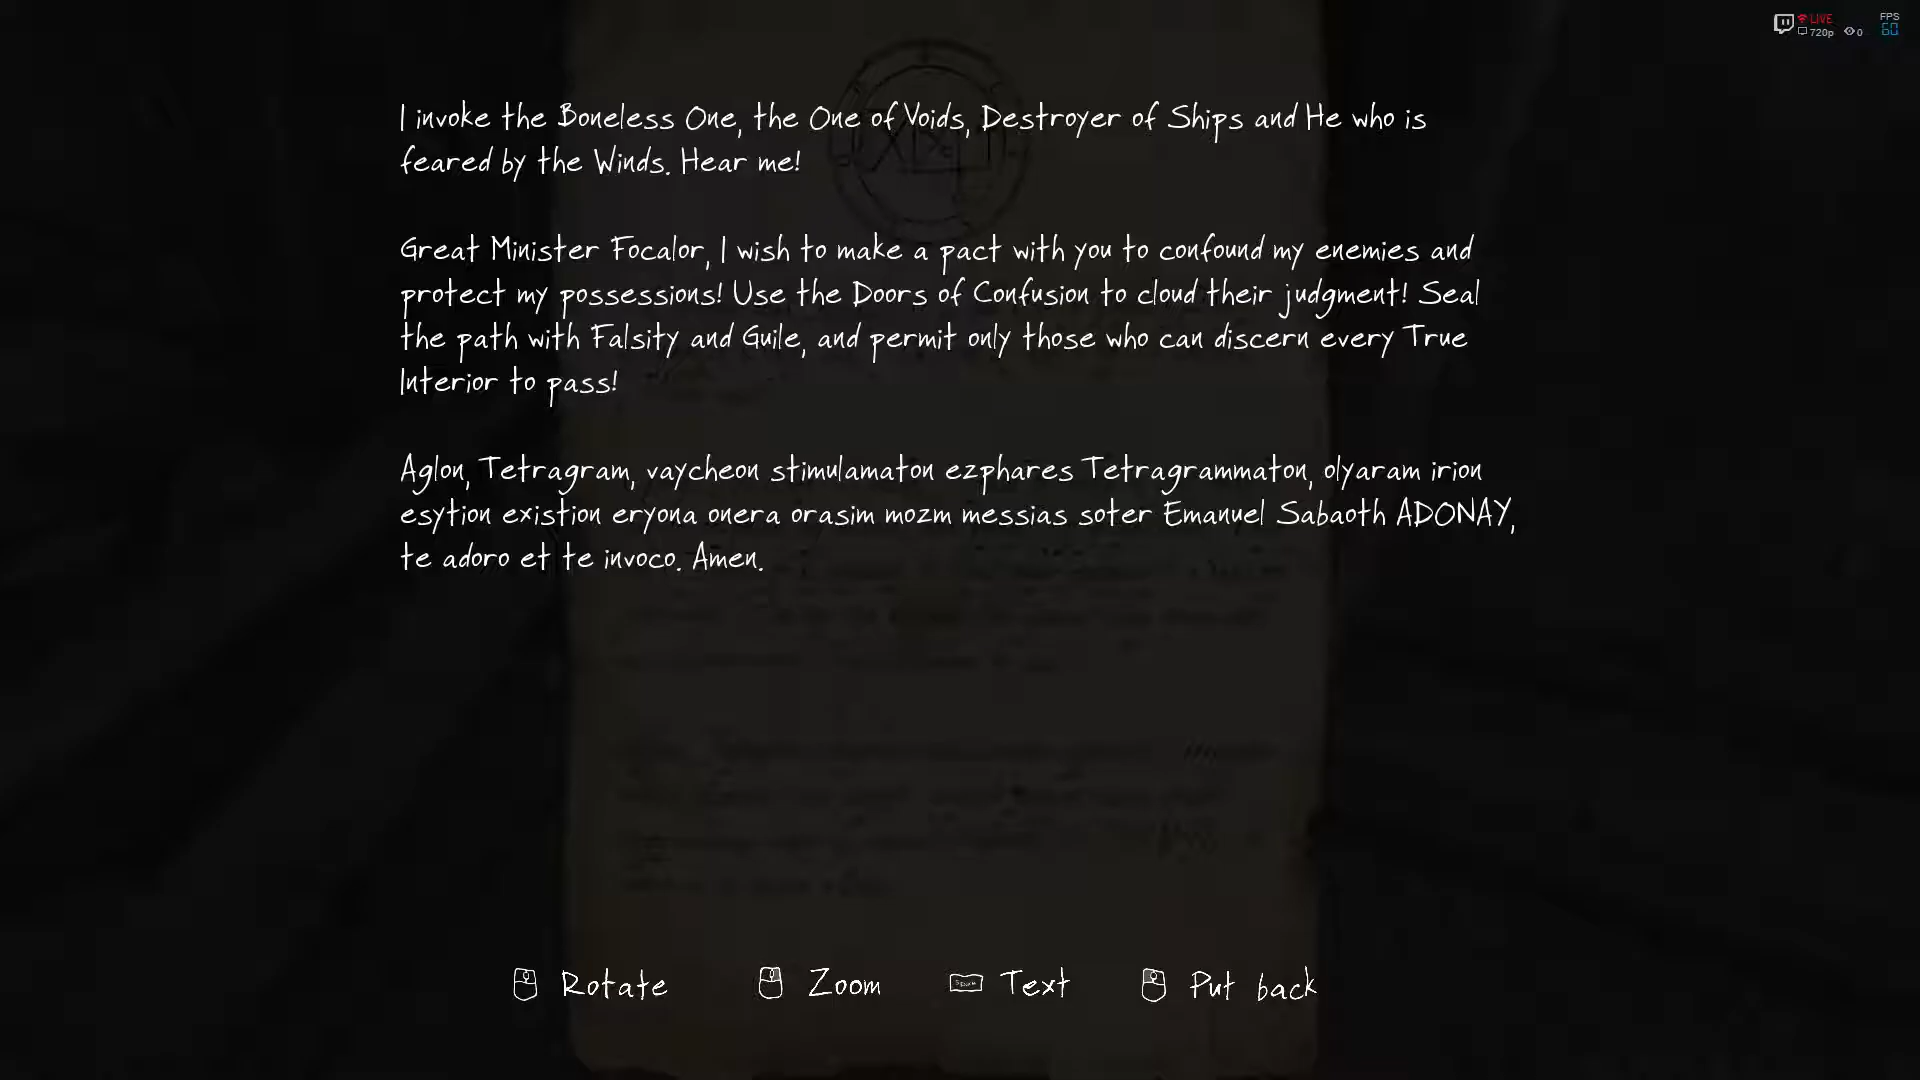 LIVE
720p
0
FPS
60
I invoke the Boneless One, the One of Voids, Destroyer of Ships and He who is
feared by the Winds. Hear me!
Great Minister Focalor, I wish to make a pact with you to confound my enemies and
protect my possessions! Use the Doors of Confusion to cloud their judgment! Seal
the path with Falsity and Guile, and permit only those who can discern every True
Interior to pass!
Aglon, Tetragram, vaycheon stimulamaton ezphares Tetragrammaton, olyaram irion
esytion existion eryona onera orasim mozm messias soter Emanuel Sabaoth ADONAY,
te adoro et te invoco. Amen.
Rotate Zoom Text Put back